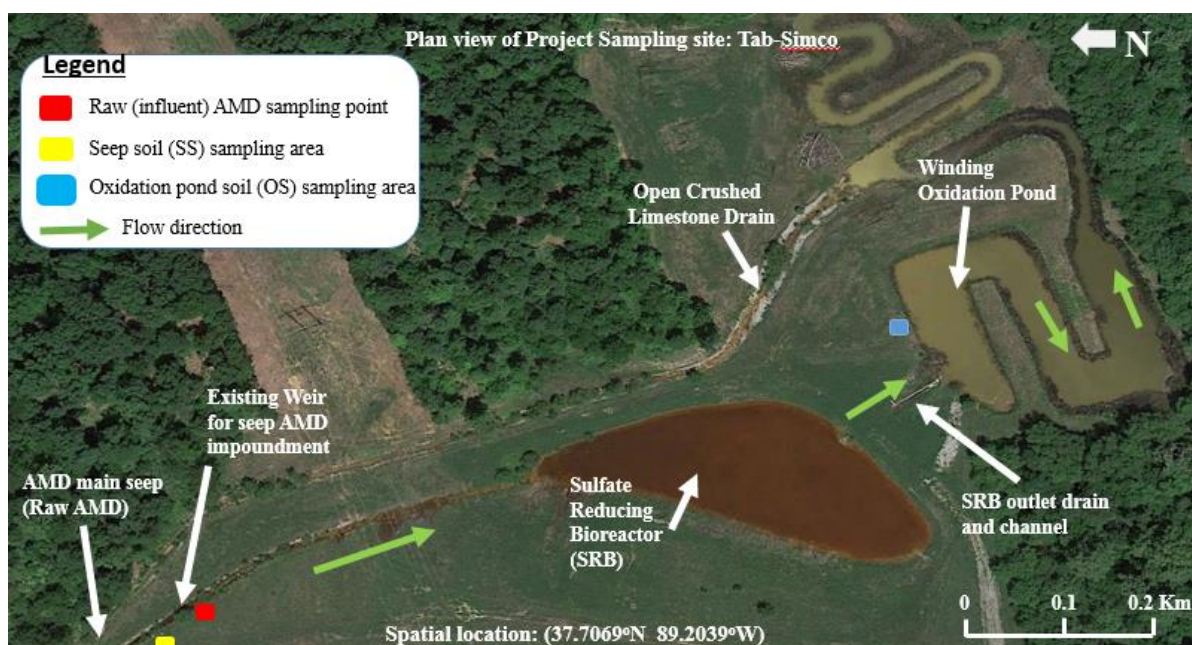 Plan view of Project Sampling site: Tab-Simco
N
Legend
Raw (influent) AMD sampling point
Seep soil (SS) sampling area
Oxidation pond soil (OS) sampling area
Flow direction
Open Crushed
Limestone Drain
Winding
Oxidation Pond
Existing Weir
for seep AMD
impoundment
AMD main seep
(Raw AMD)
Sulfate
Reducing
Bioreactor
(SRB)
SRB outlet drain
and channel
0 0.1 0.2 Km
Spatial location: (37.7069oN 89.2039oW)